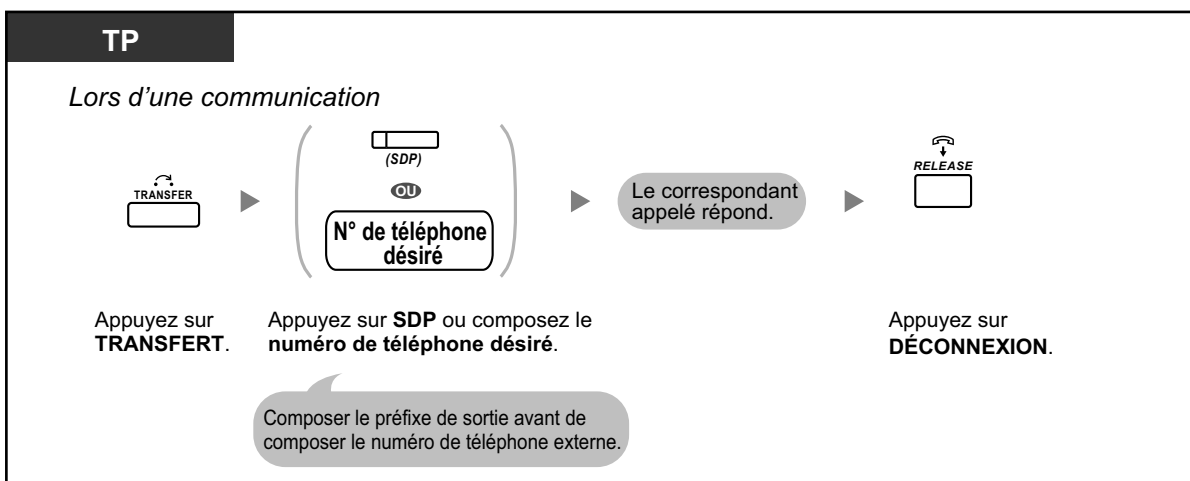 TP
Lors d'une communication
TRANSFER
(SDP)
OU
N° de téléphone
désiré
Le correspondant
appelé répond.
RELEASE
Appuyez sur
TRANSFERT.
Appuyez sur SDP ou composez le
numéro de téléphone désiré.
Appuyez sur
DÉCONNEXION.
Composer le préfixe de sortie avant de
composer le numéro de téléphone externe.